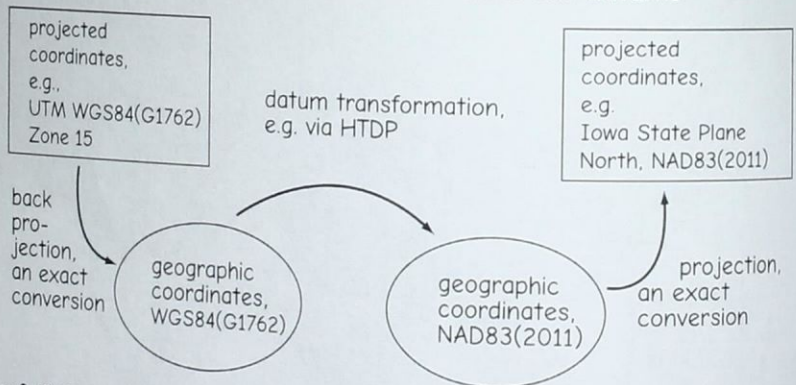 projected
coordinates,
e.g.,
UTM WGS84(G1762)
Zone 15
datum transformation,
e.g. via HTDP
projected
coordinates,
e.g.
Iowa State Plane
North, NAD83(2011)
back
pro-
jection,
an exact
conversion
geographic
coordinates,
WGS84(G1762)
geographic
coordinates,
NAD83(2011)
projection,
an exact
conversion